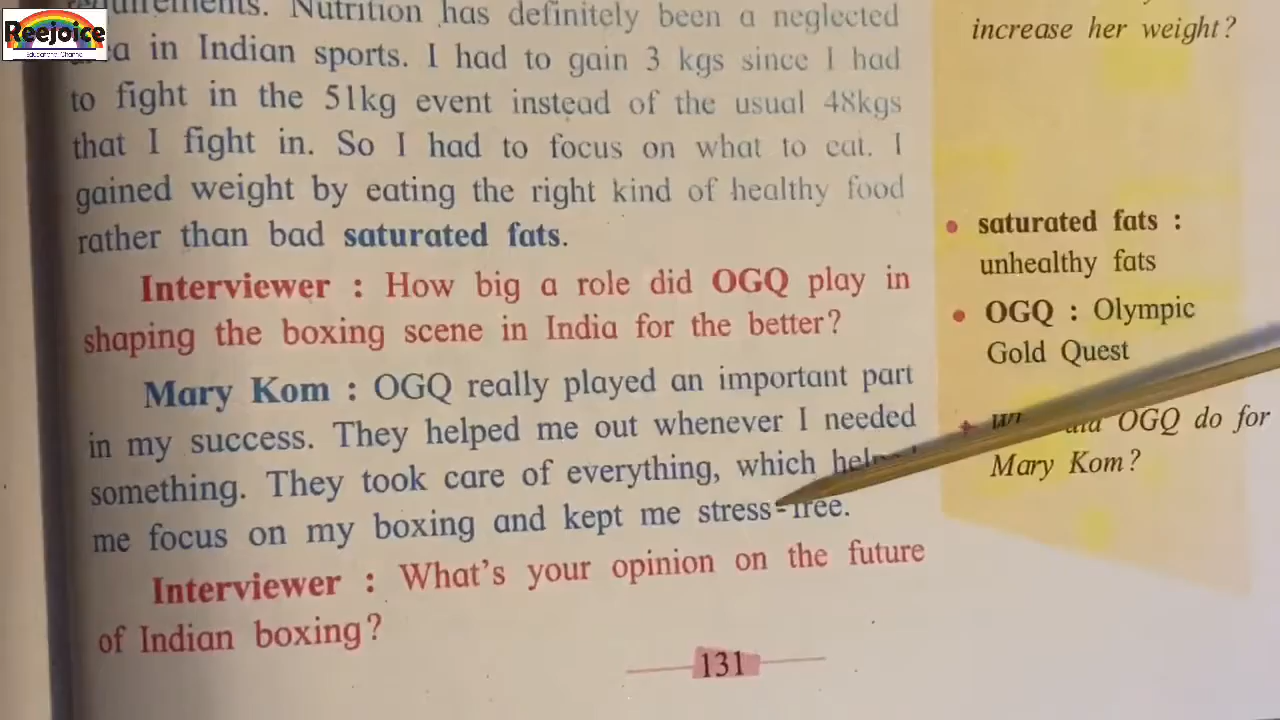 Reejoice
Educational Channel
Nutrition has definitely been a neglected
in Indian sports. I had to gain 3 kgs since I had
to fight in the 51kg event instead of the usual 48kgs
that I fight in. So I had to focus on what to eat. I
gained weight by eating the right kind of healthy food
rather than bad saturated fats.
Interviewer : How big a role did OGQ play in
shaping the boxing scene in India for the better?
Mary Kom : OGQ really played an important part
in my success. They helped me out whenever I needed
something. They took care of everything, which
me focus on my boxing and kept me stress-free.
Interviewer : What's your opinion on the future
of Indian boxing?
131
increase her weight?
• saturated fats :
unhealthy fats
• OGQ : Olympic
Gold Quest
OGQ do for
Mary Kom?